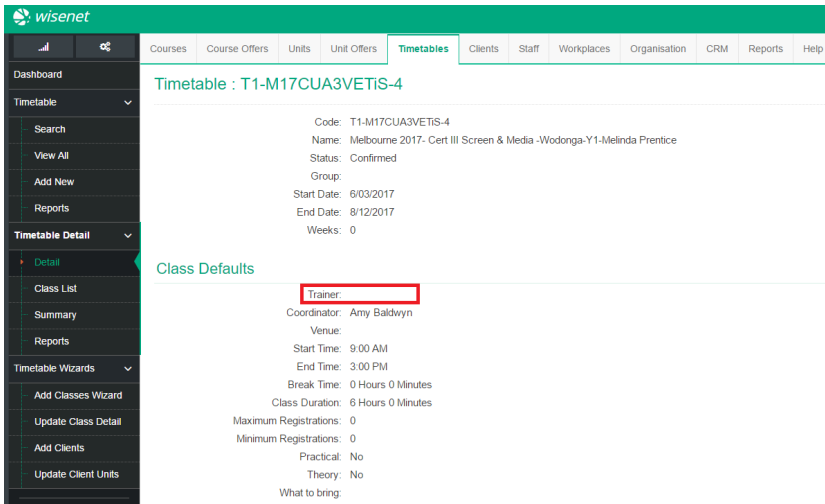 wisenet
Courses Course Offers Units Unit Offers Timetables Clients Staff Workplaces Organisation CRM Reports Help
Dashboard
Timetable
Search
View All
Add New
Reports
Timetable Detail
Detail
Class List
Summary
Reports
Timetable Wizards
Add Classes Wizard
Update Class Detail
Add Clients
Update Client Units
Timetable : T1-M17CUA3VETiS-4
Code: T1-M17CUA3VETiS-4
Name: Melbourne 2017- Cert III Screen & Media -Wodonga-Y1-Melinda Prentice
Status: Confirmed
Group:
Start Date: 6/03/2017
End Date: 8/12/2017
Weeks: 0
Class Defaults
Trainer:
Coordinator: Amy Baldwyn
Venue:
Start Time: 9:00 AM
End Time: 3:00 PM
Break Time: 0 Hours 0 Minutes
Class Duration: 6 Hours 0 Minutes
Maximum Registrations: 0
Minimum Registrations: 0
Practical: No
Theory: No
What to bring: